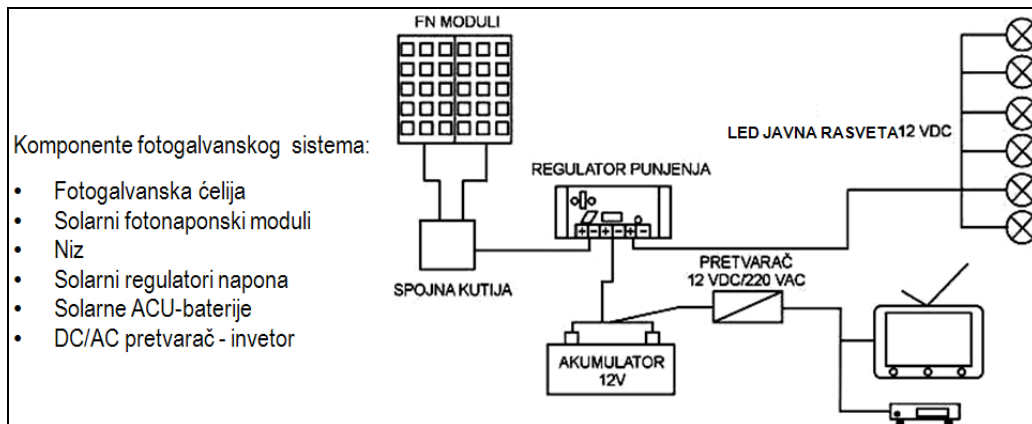 FN MODULI
Komponente fotogalvanskog sistema:
• Fotogalvanska ćelija
• Solarni fotonaponski moduli
• Niz
• Solarni regulatori napona
• Solarne ACU-baterije
• DC/AC pretvarač - invetor
LED JAVNA RASVETA12 VDC
REGULATOR PUNJENJA
+ - + - + -
SPOJNA KUTIJA
PRETVARAČ
12 VDC/220 VAC
AKUMULATOR
12V